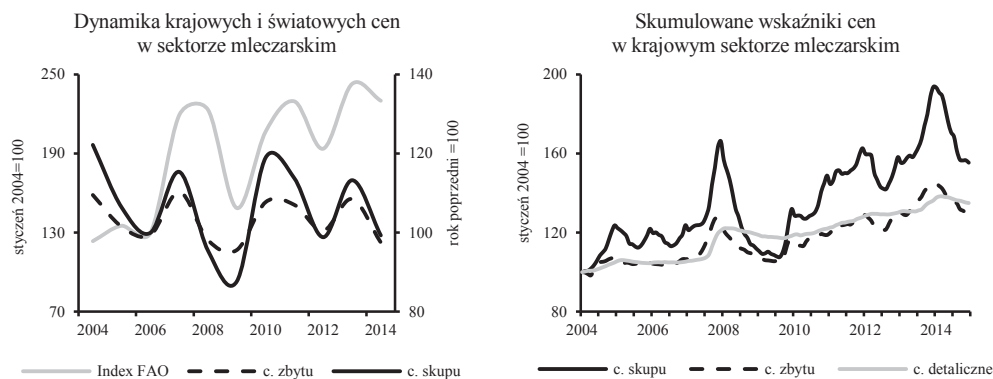 Dynamika krajowych i światowych cen
w sektorze mleczarskim
styczeń 2004=100
250
190
130
70
140
120
100
80
rok poprzedni =100
2004 2006 2008 2010 2012 2014
Index FAO c. zbytu c. skupu
Skumulowane wskaźniki cen
w krajowym sektorze mleczarskim
styczeń 2004 =100
200
160
120
80
2004 2006 2008 2010 2012 2014
c. skupu c. zbytu c. detaliczne